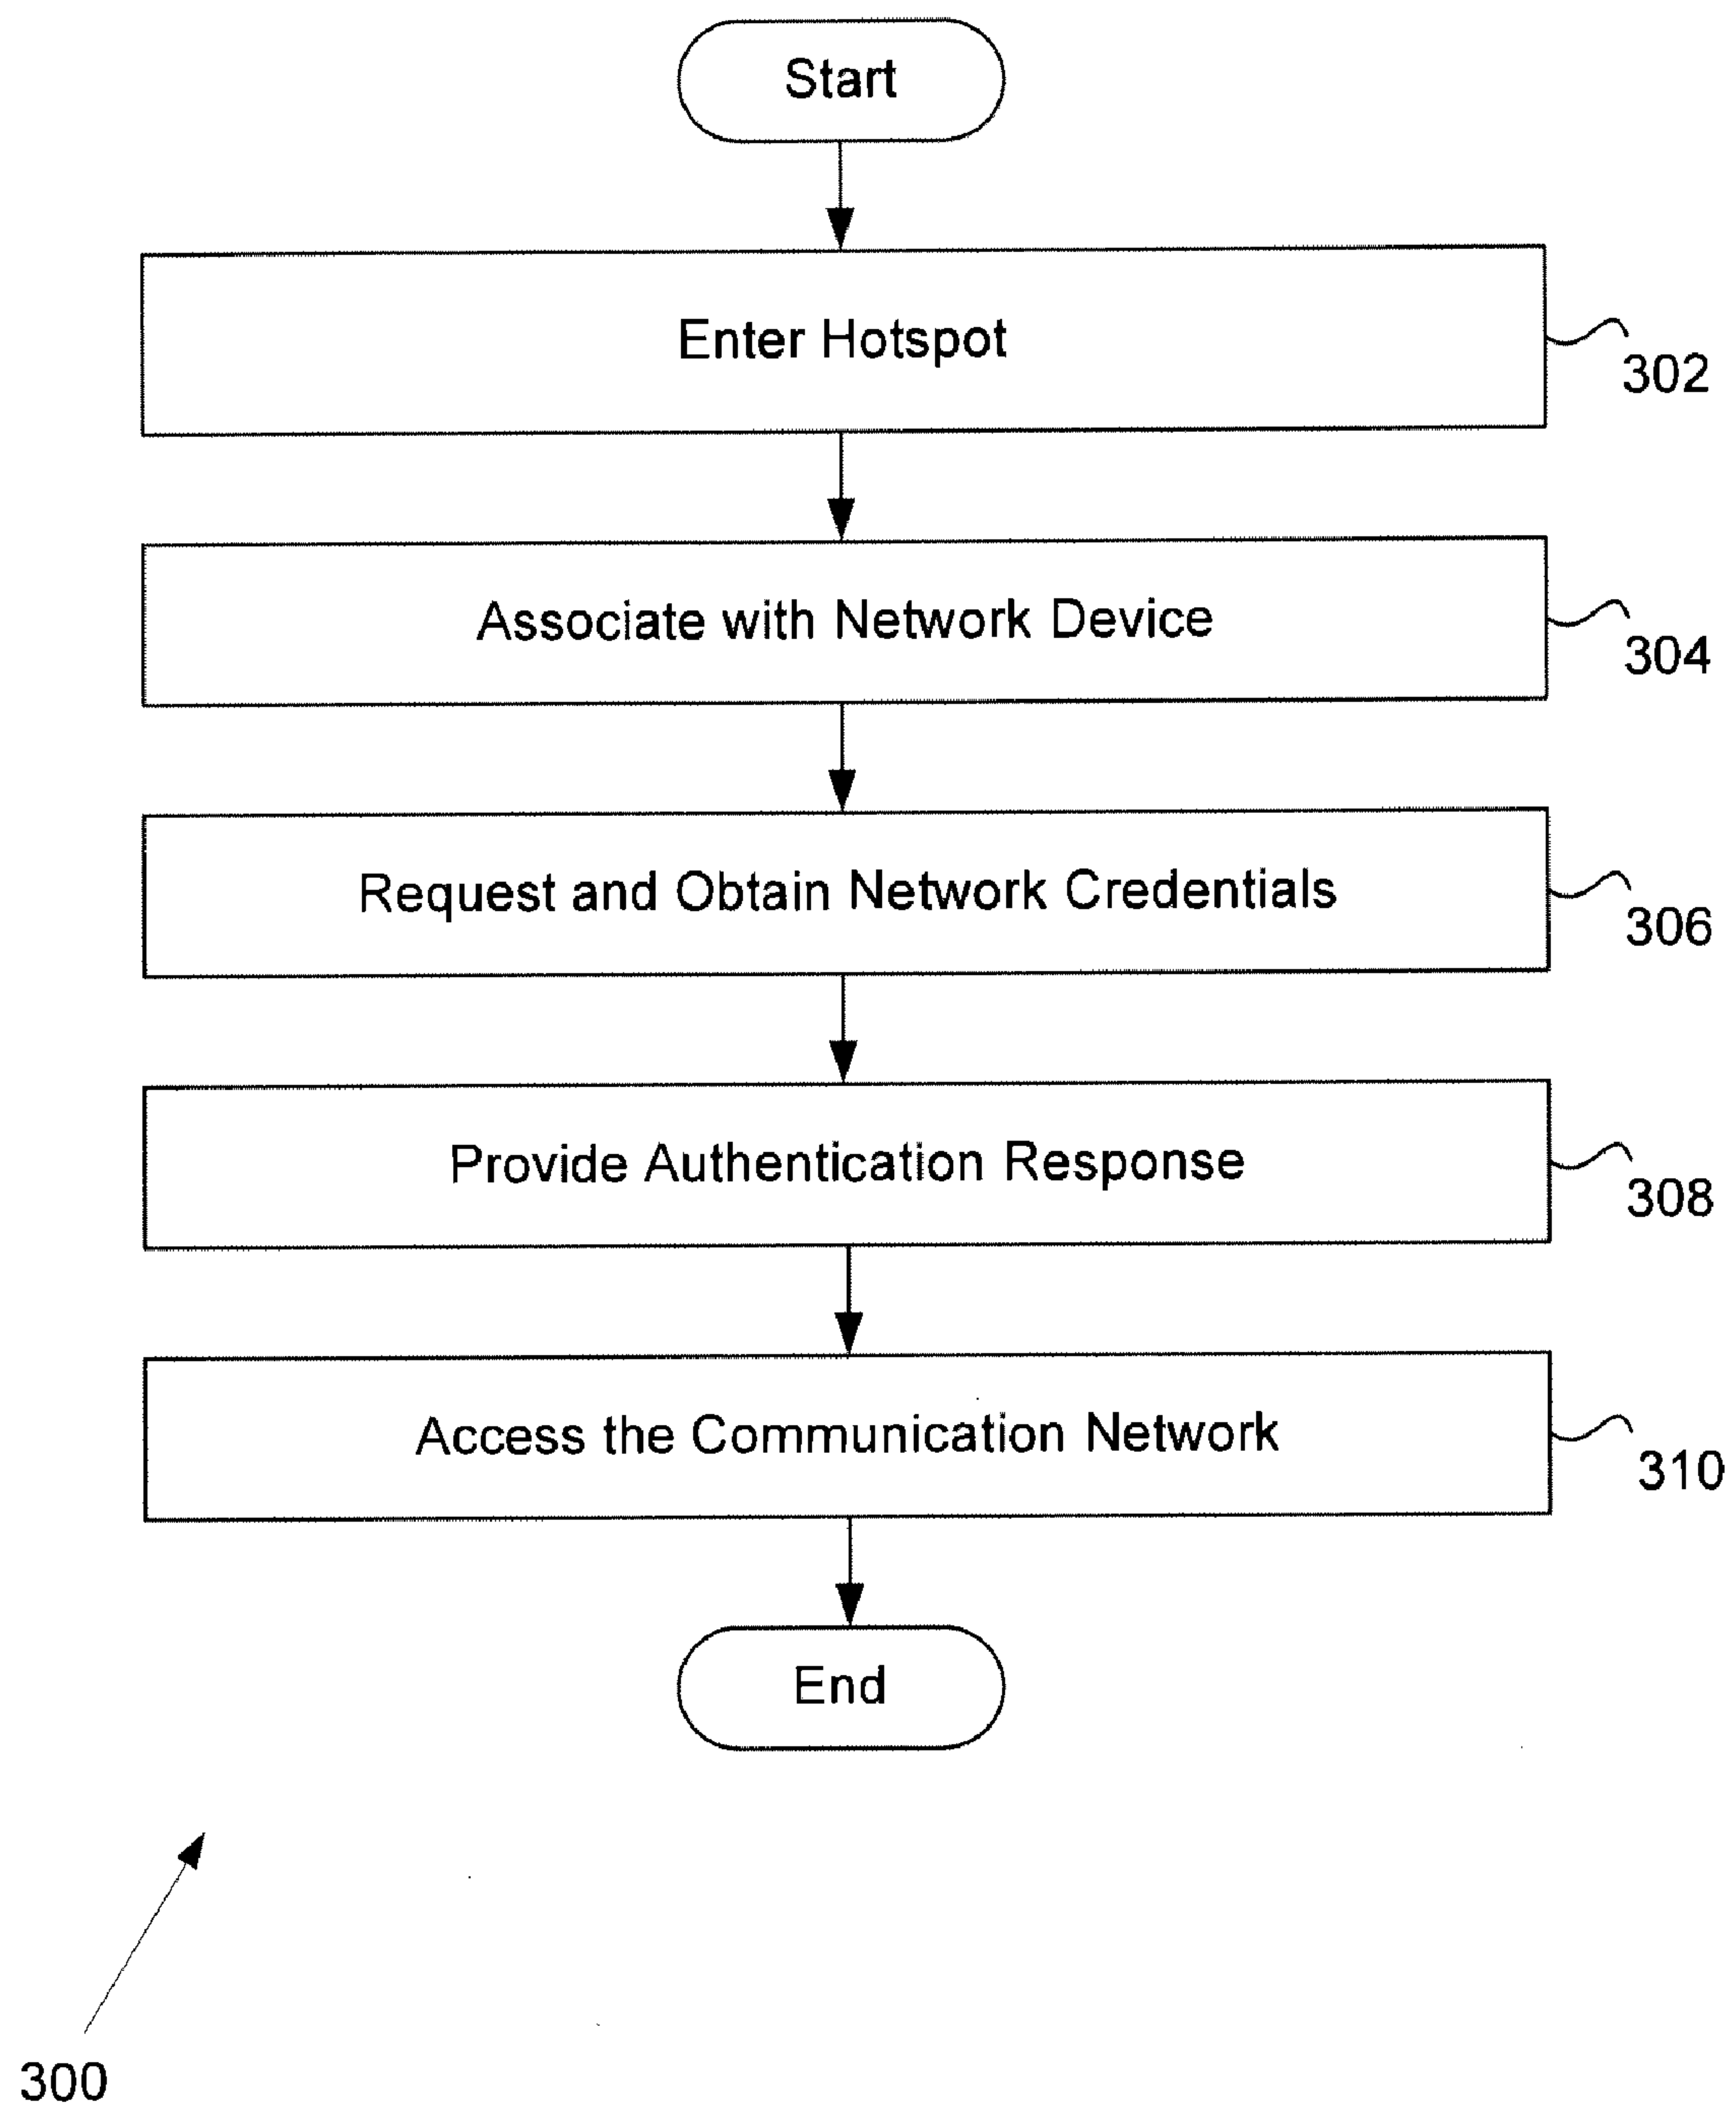 Start
Enter Hotspot
302
Associate with Network Device
304
Request and Obtain Network Credentials
306
Provide Authentication Response
308
Access the Communication Network
310
End
300